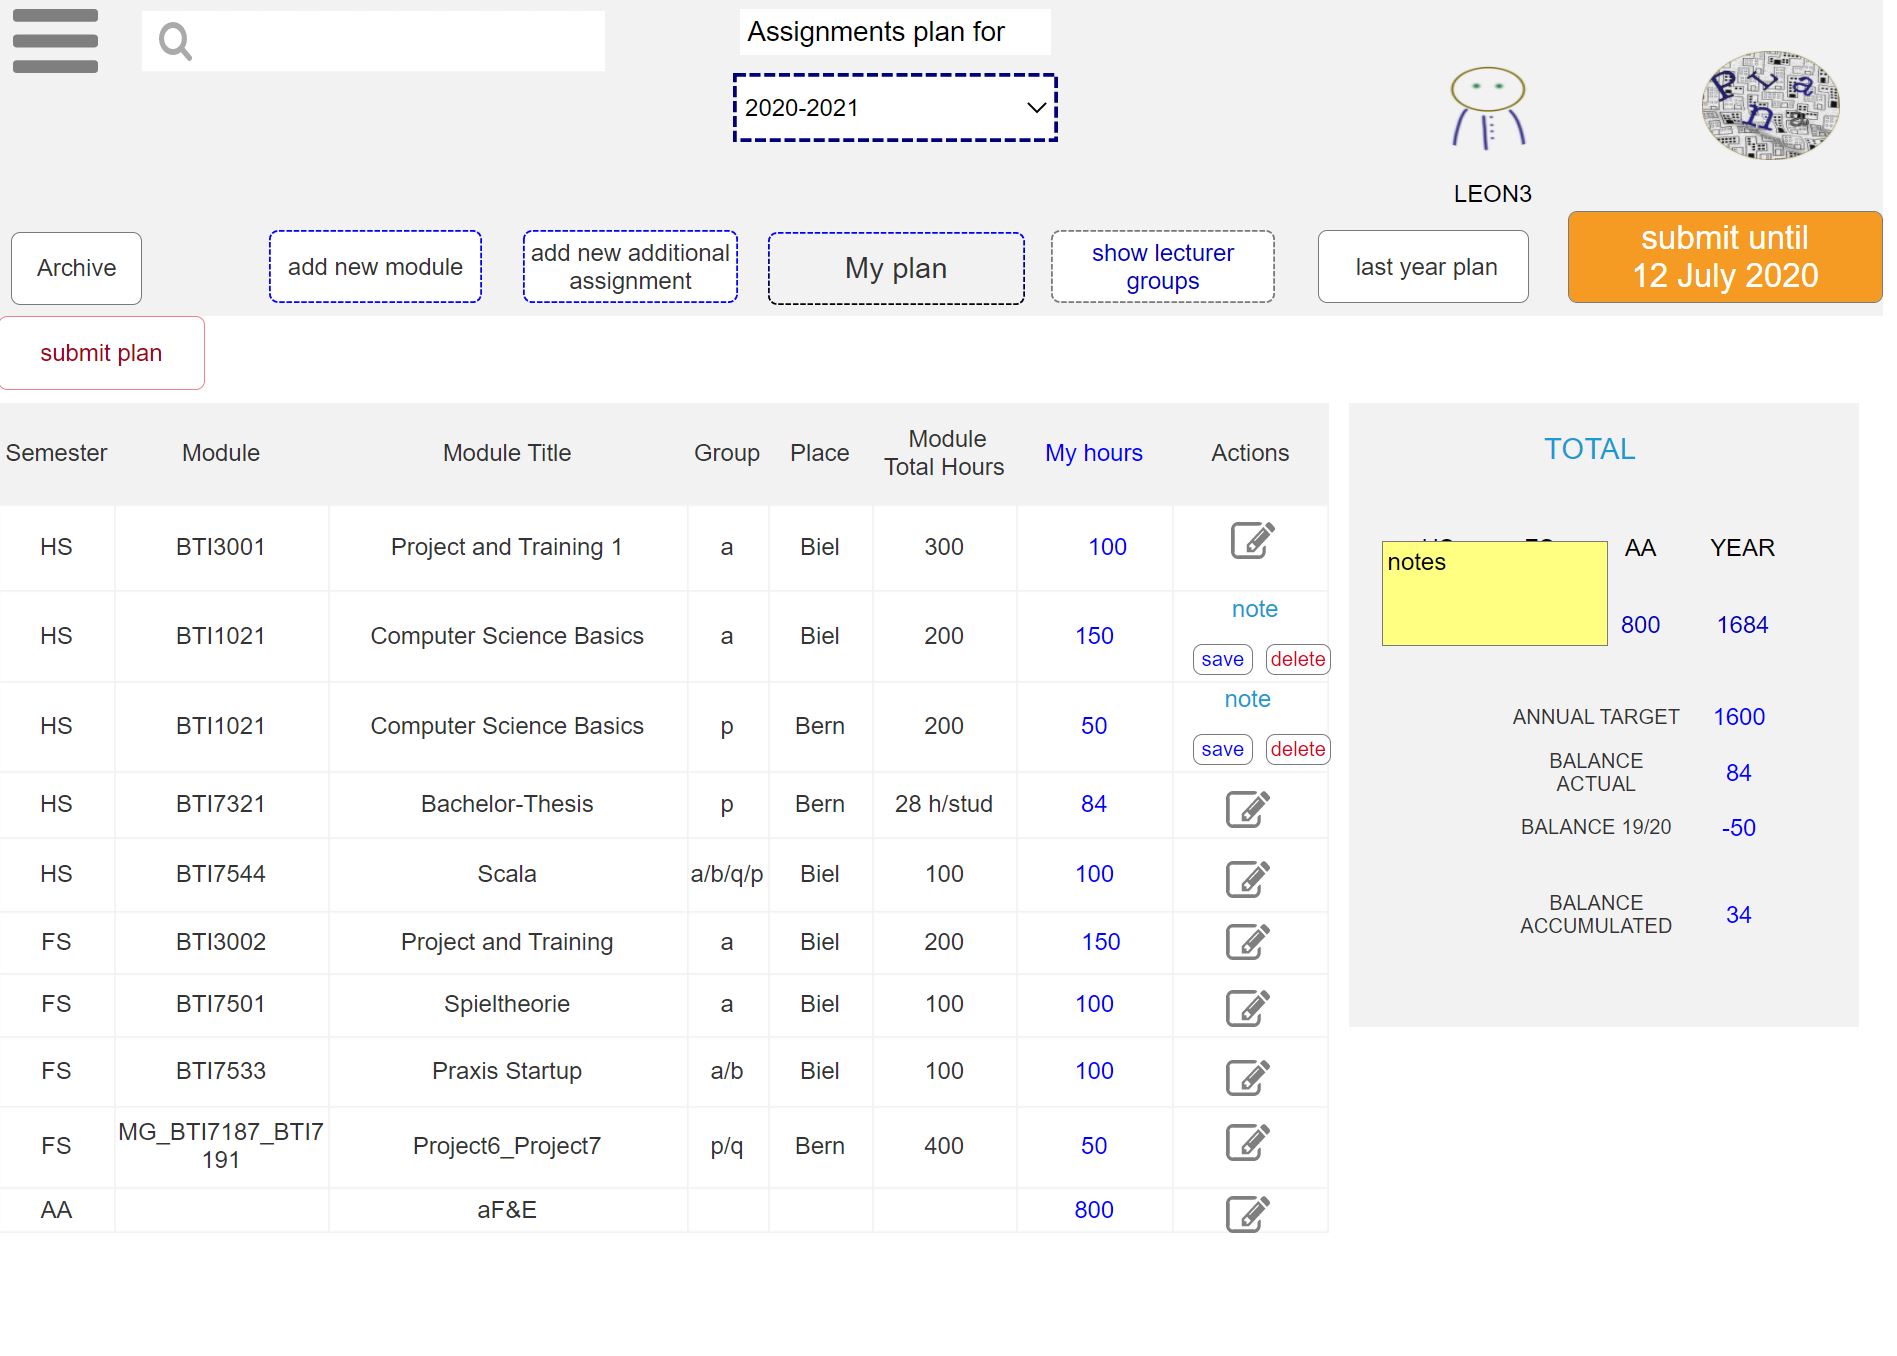 Assignments plan for
2020-2021
LEON3
Archive
add new module
add new additional
assignment
My plan
show lecturer
groups
last year plan
submit until
12 July 2020
submit plan
Semester Module Module Title Group Place Module Total Hours My hours Actions
HS BTI3001 Project and Training 1 a Biel 300 100
HS BTI1021 Computer Science Basics a Biel 200 150 note save delete
HS BTI1021 Computer Science Basics p Bern 200 50 note save delete
HS BTI7321 Bachelor-Thesis p Bern 28 h/stud 84
HS BTI7544 Scala a/b/q/p Biel 100 100
FS BTI3002 Project and Training a Biel 200 150
FS BTI7501 Spieltheorie a Biel 100 100
FS BTI7533 Praxis Startup a/b Biel 100 100
FS MG_BTI7187_BTI7191 Project6_Project7 p/q Bern 400 50
AA aF&E 800
TOTAL
AA YEAR
notes
800 1684
ANNUAL TARGET 1600
BALANCE ACTUAL 84
BALANCE 19/20 -50
BALANCE ACCUMULATED 34